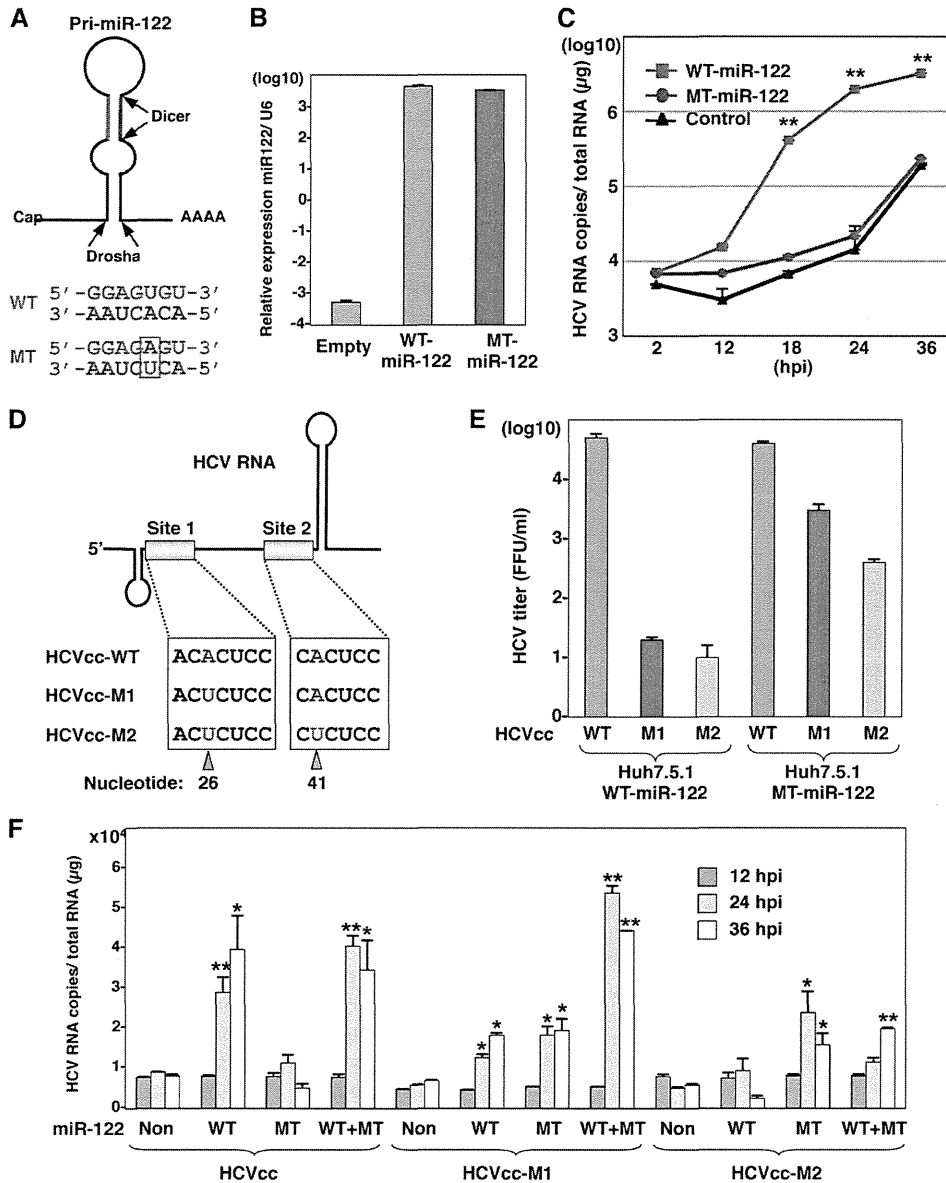 A
Pri-miR-122
Dicer
Cap
AAAA
Drosha
WT
5′-GGAGUGU-3′
3′-AAUCACA-5′
MT
5′-GGAGAGU-3′
3′-AAUCUCA-5′
B
(log10)
Relative expression miR122/ U6
3
2
1
0
-1
-2
-3
-4
Empty
WT-miR-122
MT-miR-122
C
(log10)
HCV RNA copies/ total RNA (µg)
WT-miR-122
MT-miR-122
Control
**
**
**
6
5
4
3
2
12
18
24
36
(hpi)
D
HCV RNA
5’
Site 1
Site 2
HCVcc-WT ACACUCC CACUCC
HCVcc-M1 ACUCUCC CACUCC
HCVcc-M2 ACUCUCC CUCUCC
Nucleotide: 26 41
E
(log10)
HCV titer (FFU/ml)
4
3
2
1
0
HCVcc WT M1 M2 WT M1 M2
Huh7.5.1
WT-miR-122
Huh7.5.1
MT-miR-122
F
x10⁴
HCV RNA copies/ total RNA (µg)
6
5
4
3
2
1
0
12 hpi
24 hpi
36 hpi
** * ** * * * * * ** ** * * **
miR-122 Non WT MT WT+MT Non WT MT WT+MT Non WT MT WT+MT
HCVcc HCVcc-M1 HCVcc-M2